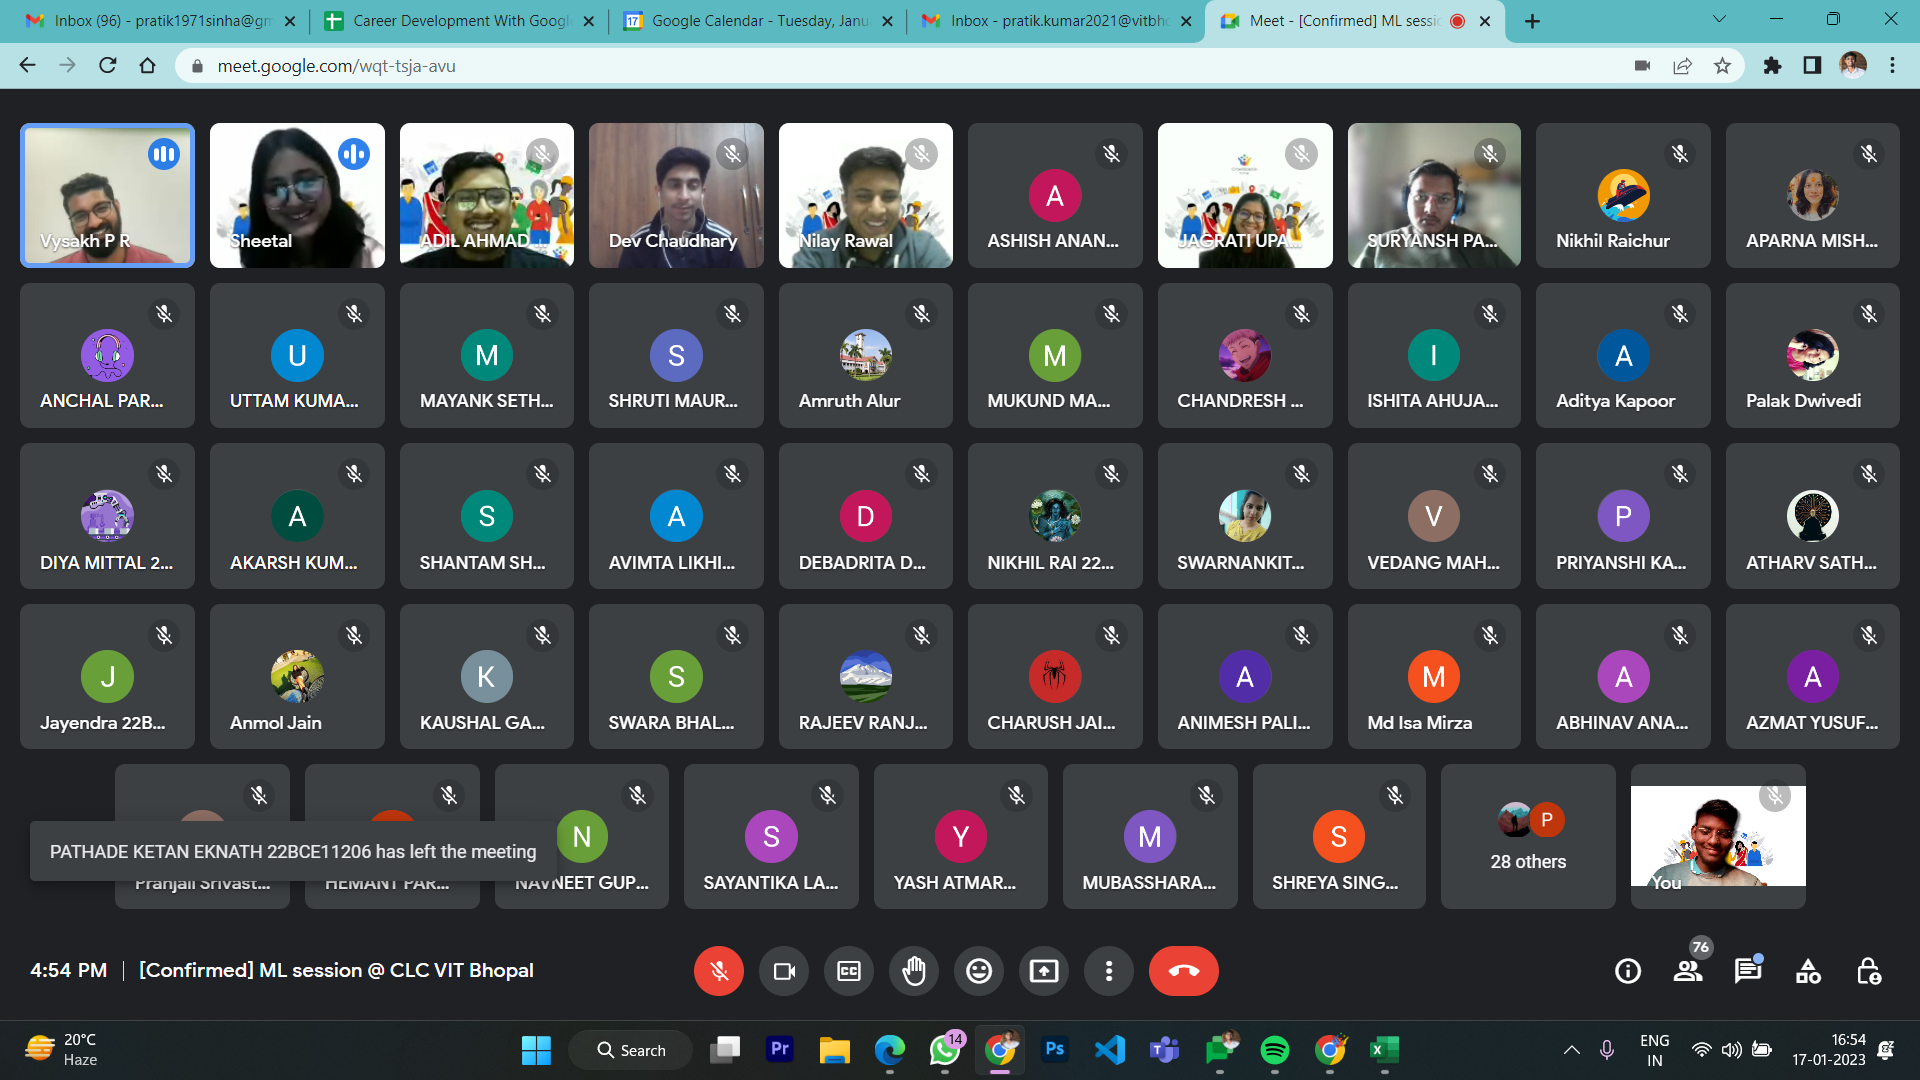 Inbox (96) - pratik1971sinha@gm
Career Development With Googl
Google Calendar - Tuesday, Janu
Inbox - pratik.kumar2021@vitbho
Meet - [Confirmed] ML sessi
meet.google.com/wqt-tsja-avu
Vysakh P R
Sheetal
ADIL AHMAD
Dev Chaudhary
Nilay Rawal
A
ASHISH ANAN...
JAGRATI UPA...
SURYANSH PA...
Nikhil Raichur
APARNA MISH...
ANCHAL PAR...
U
UTTAM KUMA...
M
MAYANK SETH...
S
SHRUTI MAUR...
Amruth Alur
M
MUKUND MA...
CHANDRESH ...
I
ISHITA AHUJA...
A
Aditya Kapoor
Palak Dwivedi
DIYA MITTAL 2...
A
AKARSH KUM...
S
SHANTAM SH...
A
AVIMTA LIKHI...
D
DEBADRITA D...
NIKHIL RAI 22...
SWARNANKIT...
V
VEDANG MAH...
P
PRIYANSHI KA...
ATHARV SATH...
J
Jayendra 22B...
Anmol Jain
K
KAUSHAL GA...
S
SWARA BHAL...
RAJEEV RANJ...
CHARUSH JAI...
A
ANIMESH PALI...
M
Md Isa Mirza
A
ABHINAV ANA...
A
AZMAT YUSUF...
PATHADE KETAN EKNATH 22BCE11206 has left the meeting
Pranjali Srivast...
HEMANT PAR...
N
NAVNEET GUP...
S
SAYANTIKA LA...
Y
YASH ATMAR...
M
MUBASSHARA...
S
SHREYA SING...
P
28 others
You
4:54 PM | [Confirmed] ML session @ CLC VIT Bhopal
CC
76
20°C
Haze
Search
Pr
14
Ps
ENG
IN
16:54
17-01-2023